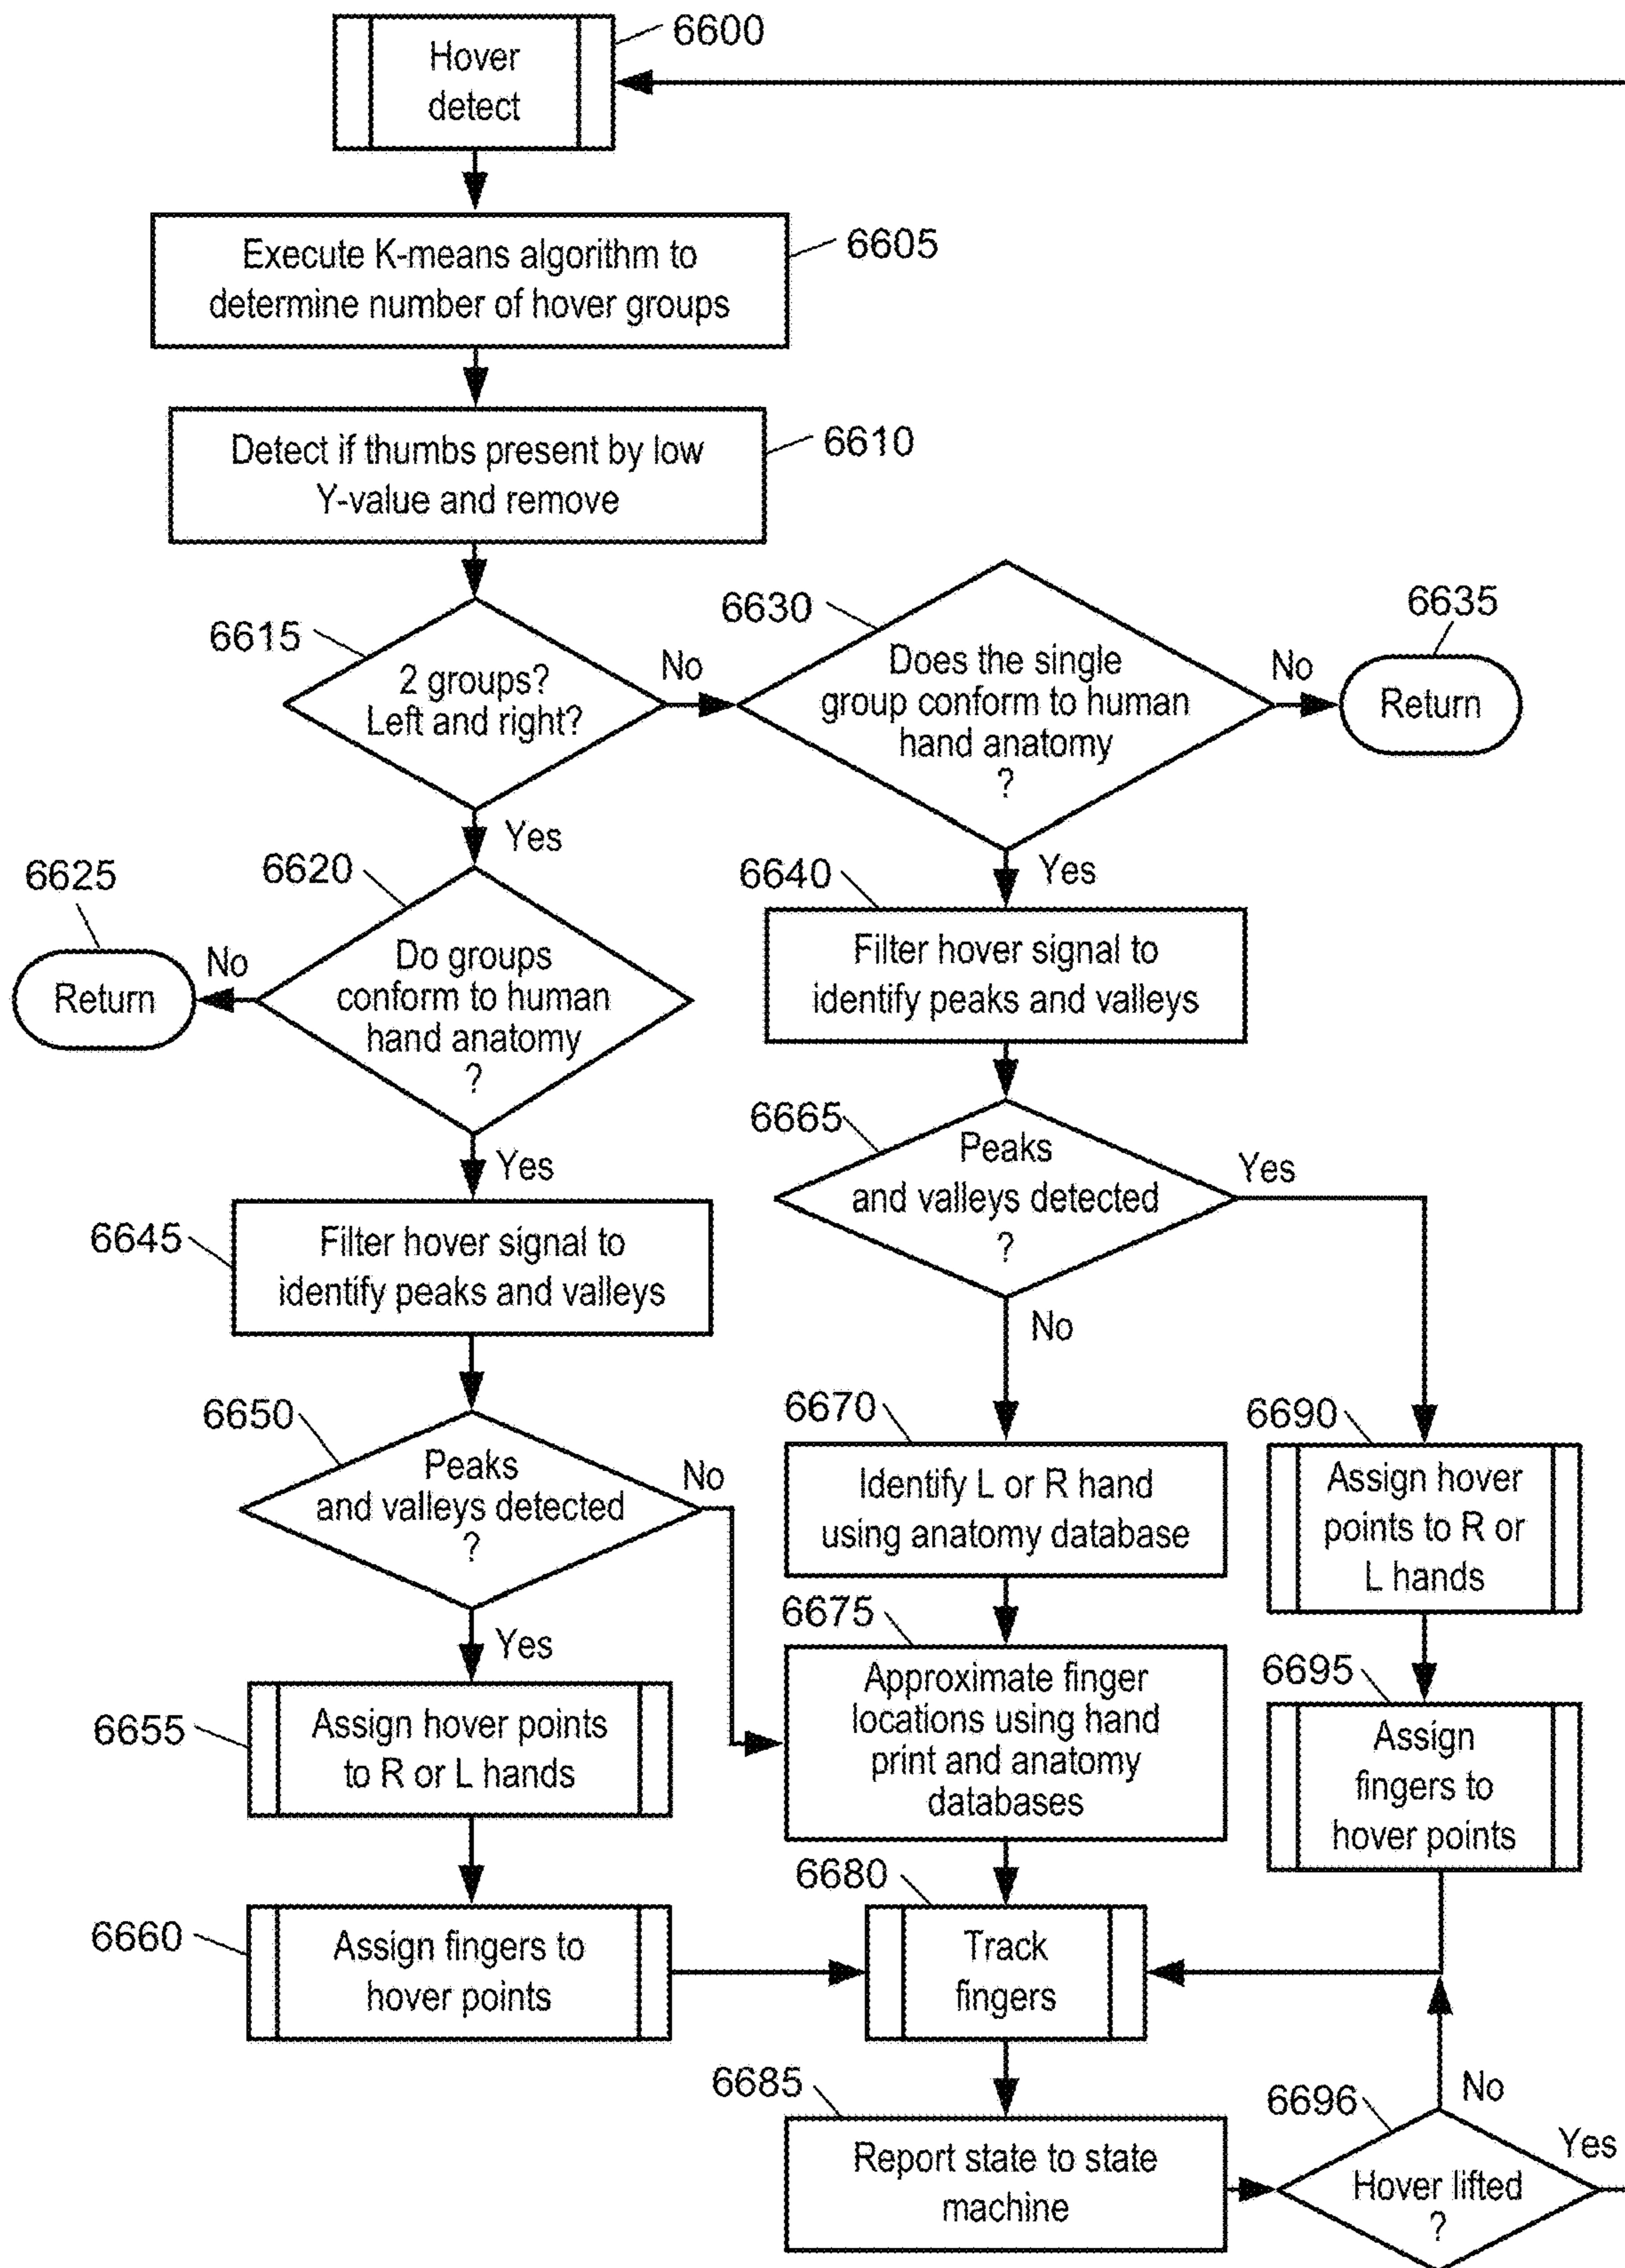 6600
Hover
detect
6605
Execute K-means algorithm to
determine number of hover groups
6610
Detect if thumbs present by low
Y-value and remove
6615
2 groups?
Left and right?
No
Yes
6630
Does the single
group conform to human
hand anatomy
?
No
Yes
6635
Return
6620
Do groups
conform to human
hand anatomy
?
No
Yes
6625
Return
6640
Filter hover signal to
identify peaks and valleys
6645
Filter hover signal to
identify peaks and valleys
6665
Peaks
and valleys detected
?
Yes
No
6650
Peaks
and valleys detected
?
No
Yes
6670
Identify L or R hand
using anatomy database
6690
Assign hover
points to R or
L hands
6655
Assign hover points
to R or L hands
6675
Approximate finger
locations using hand
print and anatomy
databases
6695
Assign
fingers to
hover points
6660
Assign fingers to
hover points
6680
Track
fingers
6685
Report state to state
machine
6696
Hover lifted
?
No
Yes